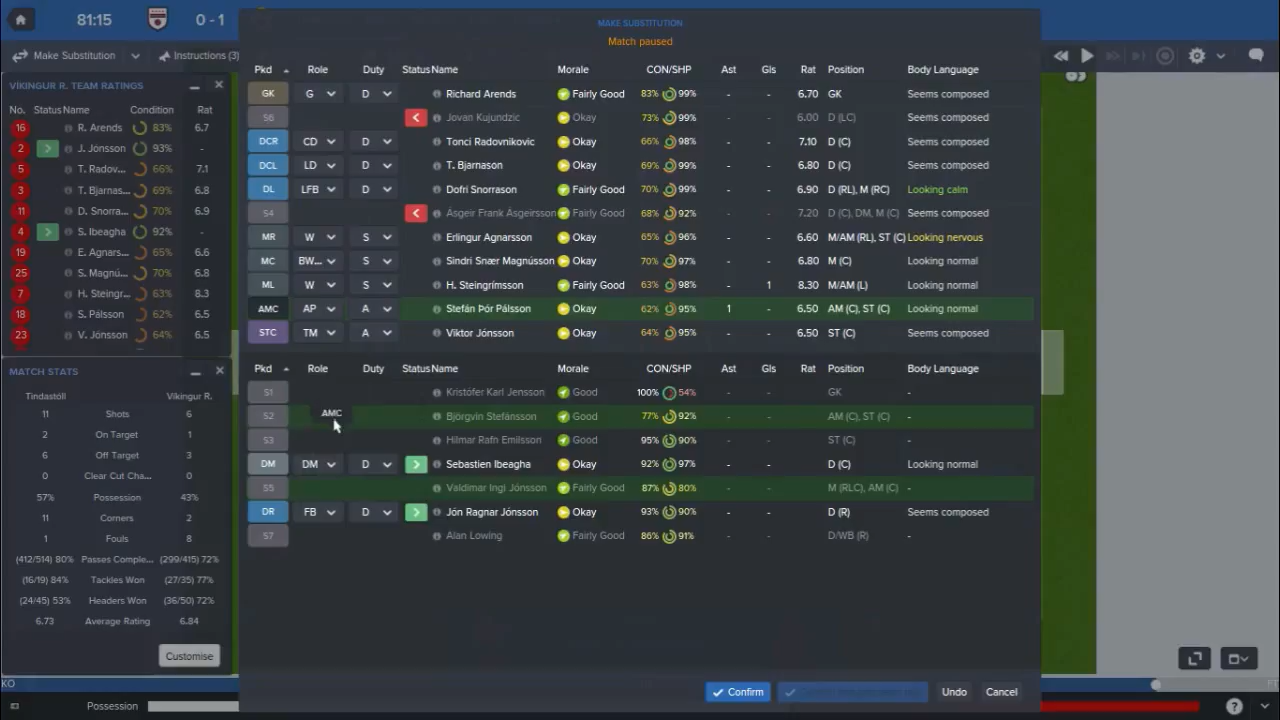 81:15 0 - 1 MAKE SUBSTITUTION
Match paused
Make Substitution Instructions (3)
VÍKINGUR R. TEAM RATINGS
No. Status Name Condition Rat
16 R. Arends 83% 6.7
2 J. Jónsson 93% -
5 T. Radov... 66% 7.1
3 T. Bjarnas... 69% 6.8
11 D. Snorra... 70% 6.9
4 S. Ibeagha 92% -
19 E. Agnars... 65% 6.6
25 S. Magnú... 70% 6.8
7 H. Steingr... 63% 8.3
18 S. Pálsson 62% 6.5
23 V. Jónsson 64% 6.5
MATCH STATS
Tindastóll Víkingur R.
11 Shots 6
2 On Target 1
6 Off Target 3
0 Clear Cut Cha... 0
57% Possession 43%
11 Corners 2
1 Fouls 8
(412/514) 80% Passes Comple... (299/415) 72%
(16/19) 84% Tackles Won (27/35) 77%
(24/45) 53% Headers Won (36/50) 72%
6.73 Average Rating 6.84
Customise
Pkd Role Duty Status Name Morale CON/SHP Ast Gls Rat Position Body Language
GK G D Richard Arends Fairly Good 83% 99% - - 6.70 GK Seems composed
S6 Jovan Kujundzic Okay 73% 99% - - 6.00 D (LC) Seems composed
DCR CD D Tonci Radovnikovic Okay 66% 98% - - 7.10 D (C) Seems composed
DCL LD D T. Bjarnason Okay 69% 99% - - 6.80 D (C) Seems composed
DL LFB D Dofri Snorrason Fairly Good 70% 99% - - 6.90 D (RL), M (RC) Looking calm
S4 Ásgeir Frank Ásgeirsson Fairly Good 68% 92% - - 7.20 D (C), DM, M (C) Seems composed
MR W S Erlingur Agnarsson Okay 65% 96% - - 6.60 M/AM (RL), ST (C) Looking nervous
MC BW... S Sindri Snær Magnússon Okay 70% 97% - - 6.80 M (C) Looking normal
ML W S H. Steingrímsson Fairly Good 63% 98% - 1 8.30 M/AM (L) Looking normal
AMC AP A Stefán Þór Pálsson Okay 62% 95% 1 - 6.50 AM (C), ST (C) Looking normal
STC TM A Viktor Jónsson Okay 64% 95% - - 6.50 ST (C) Seems composed
Pkd Role Duty Status Name Morale CON/SHP Ast Gls Rat Position Body Language
S1 Kristófer Karl Jensson Good 100% 54% - - GK -
S2 AMC Björgvin Stefánsson Good 77% 92% - - AM (C), ST (C) -
S3 Hilmar Rafn Emilsson Good 95% 90% - - ST (C) -
DM DM D Sebastien Ibeagha Okay 92% 97% - - - D (C) Looking normal
S5 Valdimar Ingi Jónsson Fairly Good 87% 80% - - M (RLC), AM (C) -
DR FB D Jón Ragnar Jónsson Okay 93% 90% - - - D (R) Seems composed
S7 Alan Lowing Fairly Good 86% 91% - - D/WB (R) -
Confirm Undo Cancel
KO
Possession